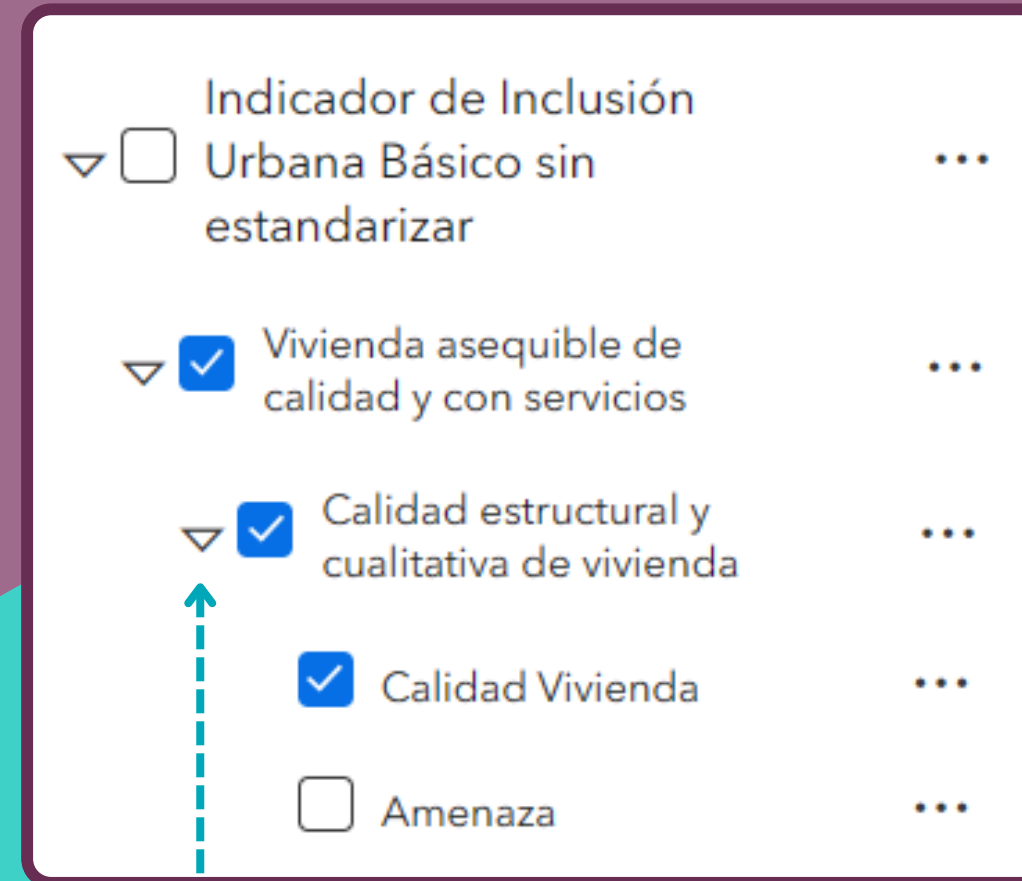 Indicador de Inclusión
Urbana Básico sin
estandarizar
Vivienda asequible de
calidad y con servicios
Calidad estructural y
cualitativa de vivienda
Calidad Vivienda
Amenaza